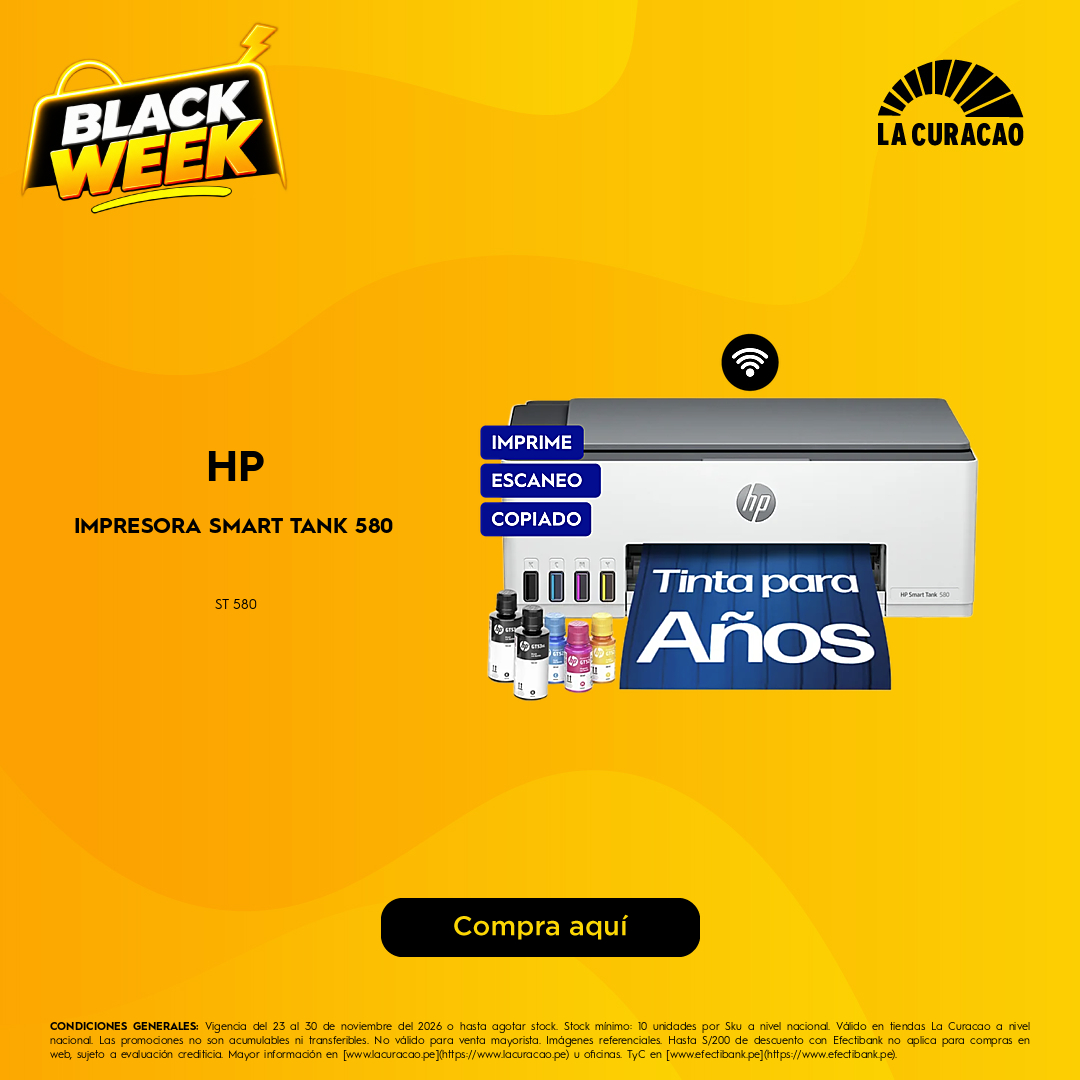 BLACK
WEEK
LA CURACAO
HP
IMPRESORA SMART TANK 580
ST 580
IMPRIME
ESCANEO
COPIADO
hp
Tinta para
Años
HP Smart Tank 580
Compra aquí
CONDICIONES GENERALES: Vigencia del 23 al 30 de noviembre del 2026 o hasta agotar stock. Stock mínimo: 10 unidades por Sku a nivel nacional. Válido en tiendas La Curacao a nivel
nacional. Las promociones no son acumulables ni transferibles. No válido para venta mayorista. Imágenes referenciales. Hasta S/200 de descuento con Efectibank no aplica para compras en
web, sujeto a evaluación crediticia. Mayor información en [www.lacuracao.pe](https://www.lacuracao.pe) u oficinas. TyC en [www.efectibank.pe](https://www.efectibank.pe).